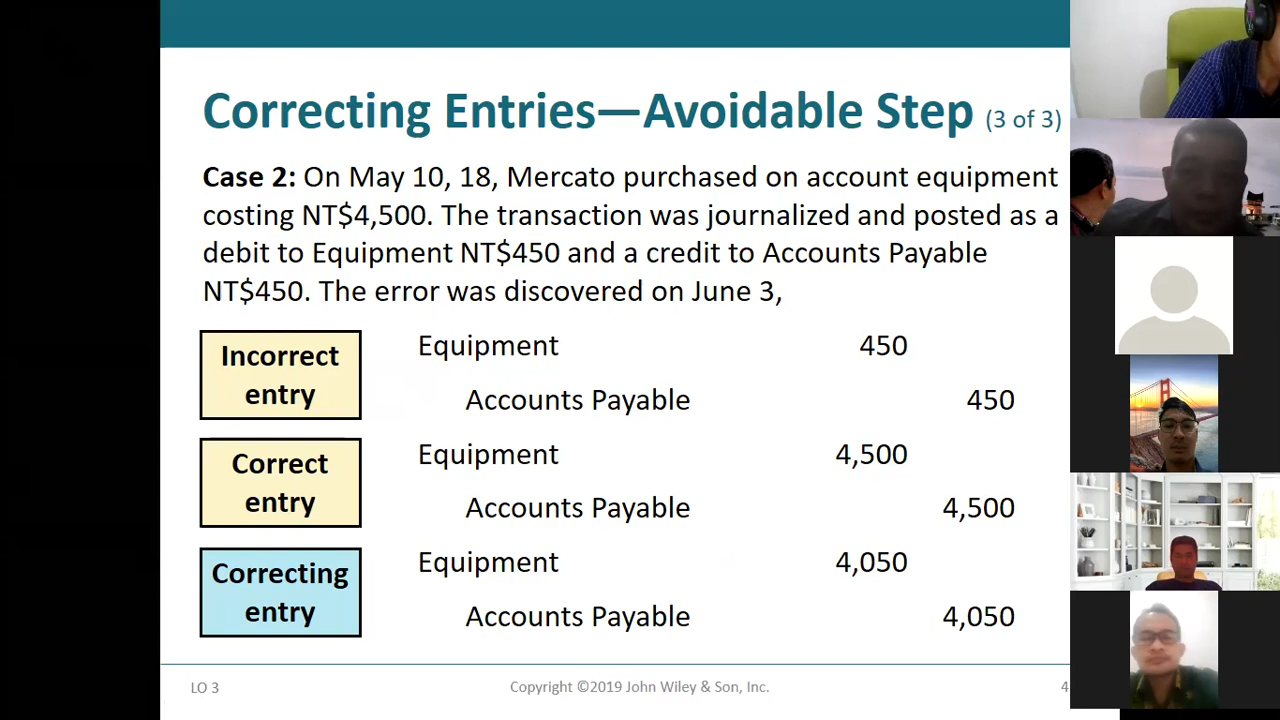 Correcting Entries—Avoidable Step (3 of 3)
Case 2: On May 10, 18, Mercato purchased on account equipment
costing NT$4,500. The transaction was journalized and posted as a
debit to Equipment NT$450 and a credit to Accounts Payable
NT$450. The error was discovered on June 3,
Incorrect
entry
Equipment 450
Accounts Payable 450
Correct
entry
Equipment 4,500
Accounts Payable 4,500
Correcting
entry
Equipment 4,050
Accounts Payable 4,050
LO 3
Copyright ©2019 John Wiley & Son, Inc.
4